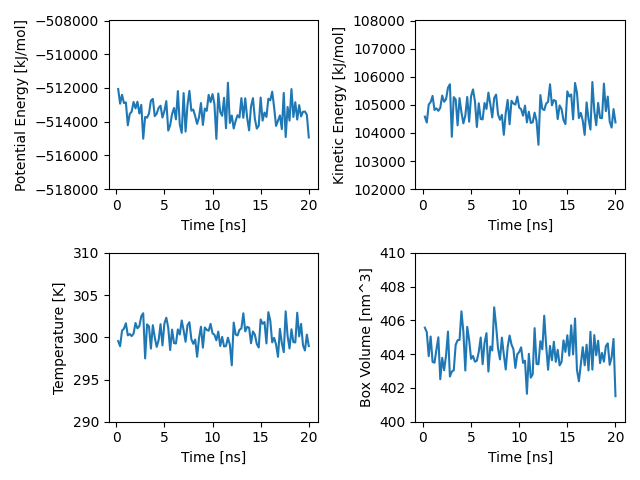 Potential Energy [kJ/mol]
−508000
−510000
−512000
−514000
−516000
−518000
0 5 10 15 20
Time [ns]
Kinetic Energy [kJ/mol]
108000
107000
106000
105000
104000
103000
102000
0 5 10 15 20
Time [ns]
Temperature [K]
310
305
300
295
290
0 5 10 15 20
Time [ns]
Box Volume [nm^3]
410
408
406
404
402
400
0 5 10 15 20
Time [ns]